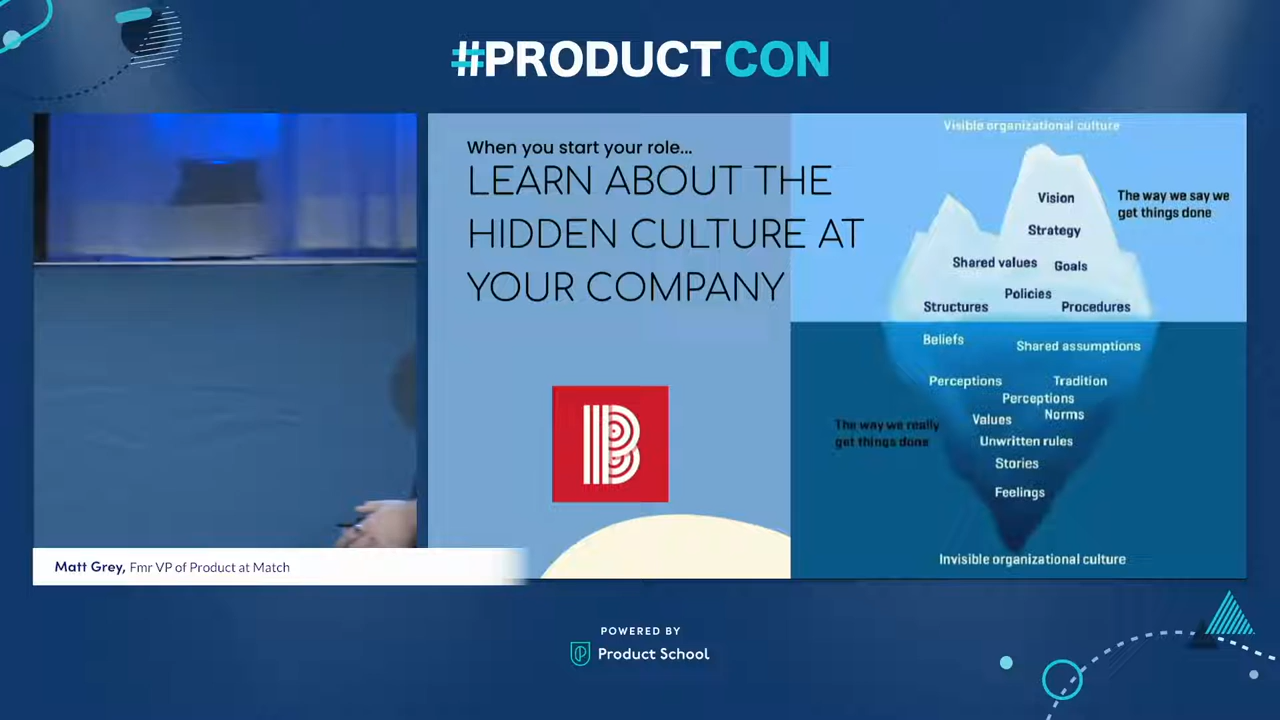 #PRODUCTCON
When you start your role...
LEARN ABOUT THE
HIDDEN CULTURE AT
YOUR COMPANY
B
Visible organizational culture
Vision
The way we say we
get things done
Strategy
Shared values
Goals
Policies
Structures
Procedures
Beliefs
Shared assumptions
Perceptions
Tradition
Perceptions
Norms
Values
The way we really
get things done
Unwritten rules
Stories
Feelings
Invisible organizational culture
Matt Grey, Fmr VP of Product at Match
POWERED BY
Product School